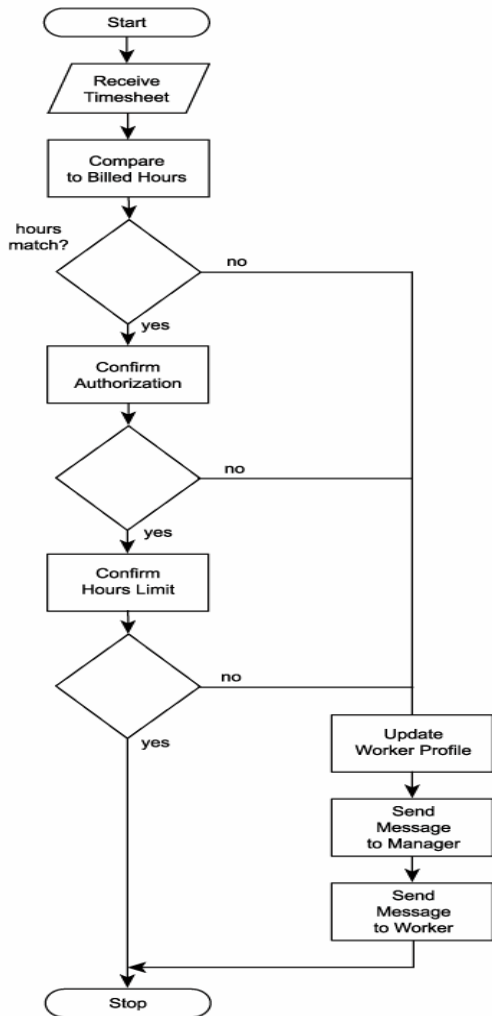 Start
Receive
Timesheet
Compare
to Billed Hours
hours
match?
no
yes
Confirm
Authorization
no
yes
Confirm
Hours Limit
no
yes
Update
Worker Profile
Send
Message
to Manager
Send
Message
to Worker
Stop